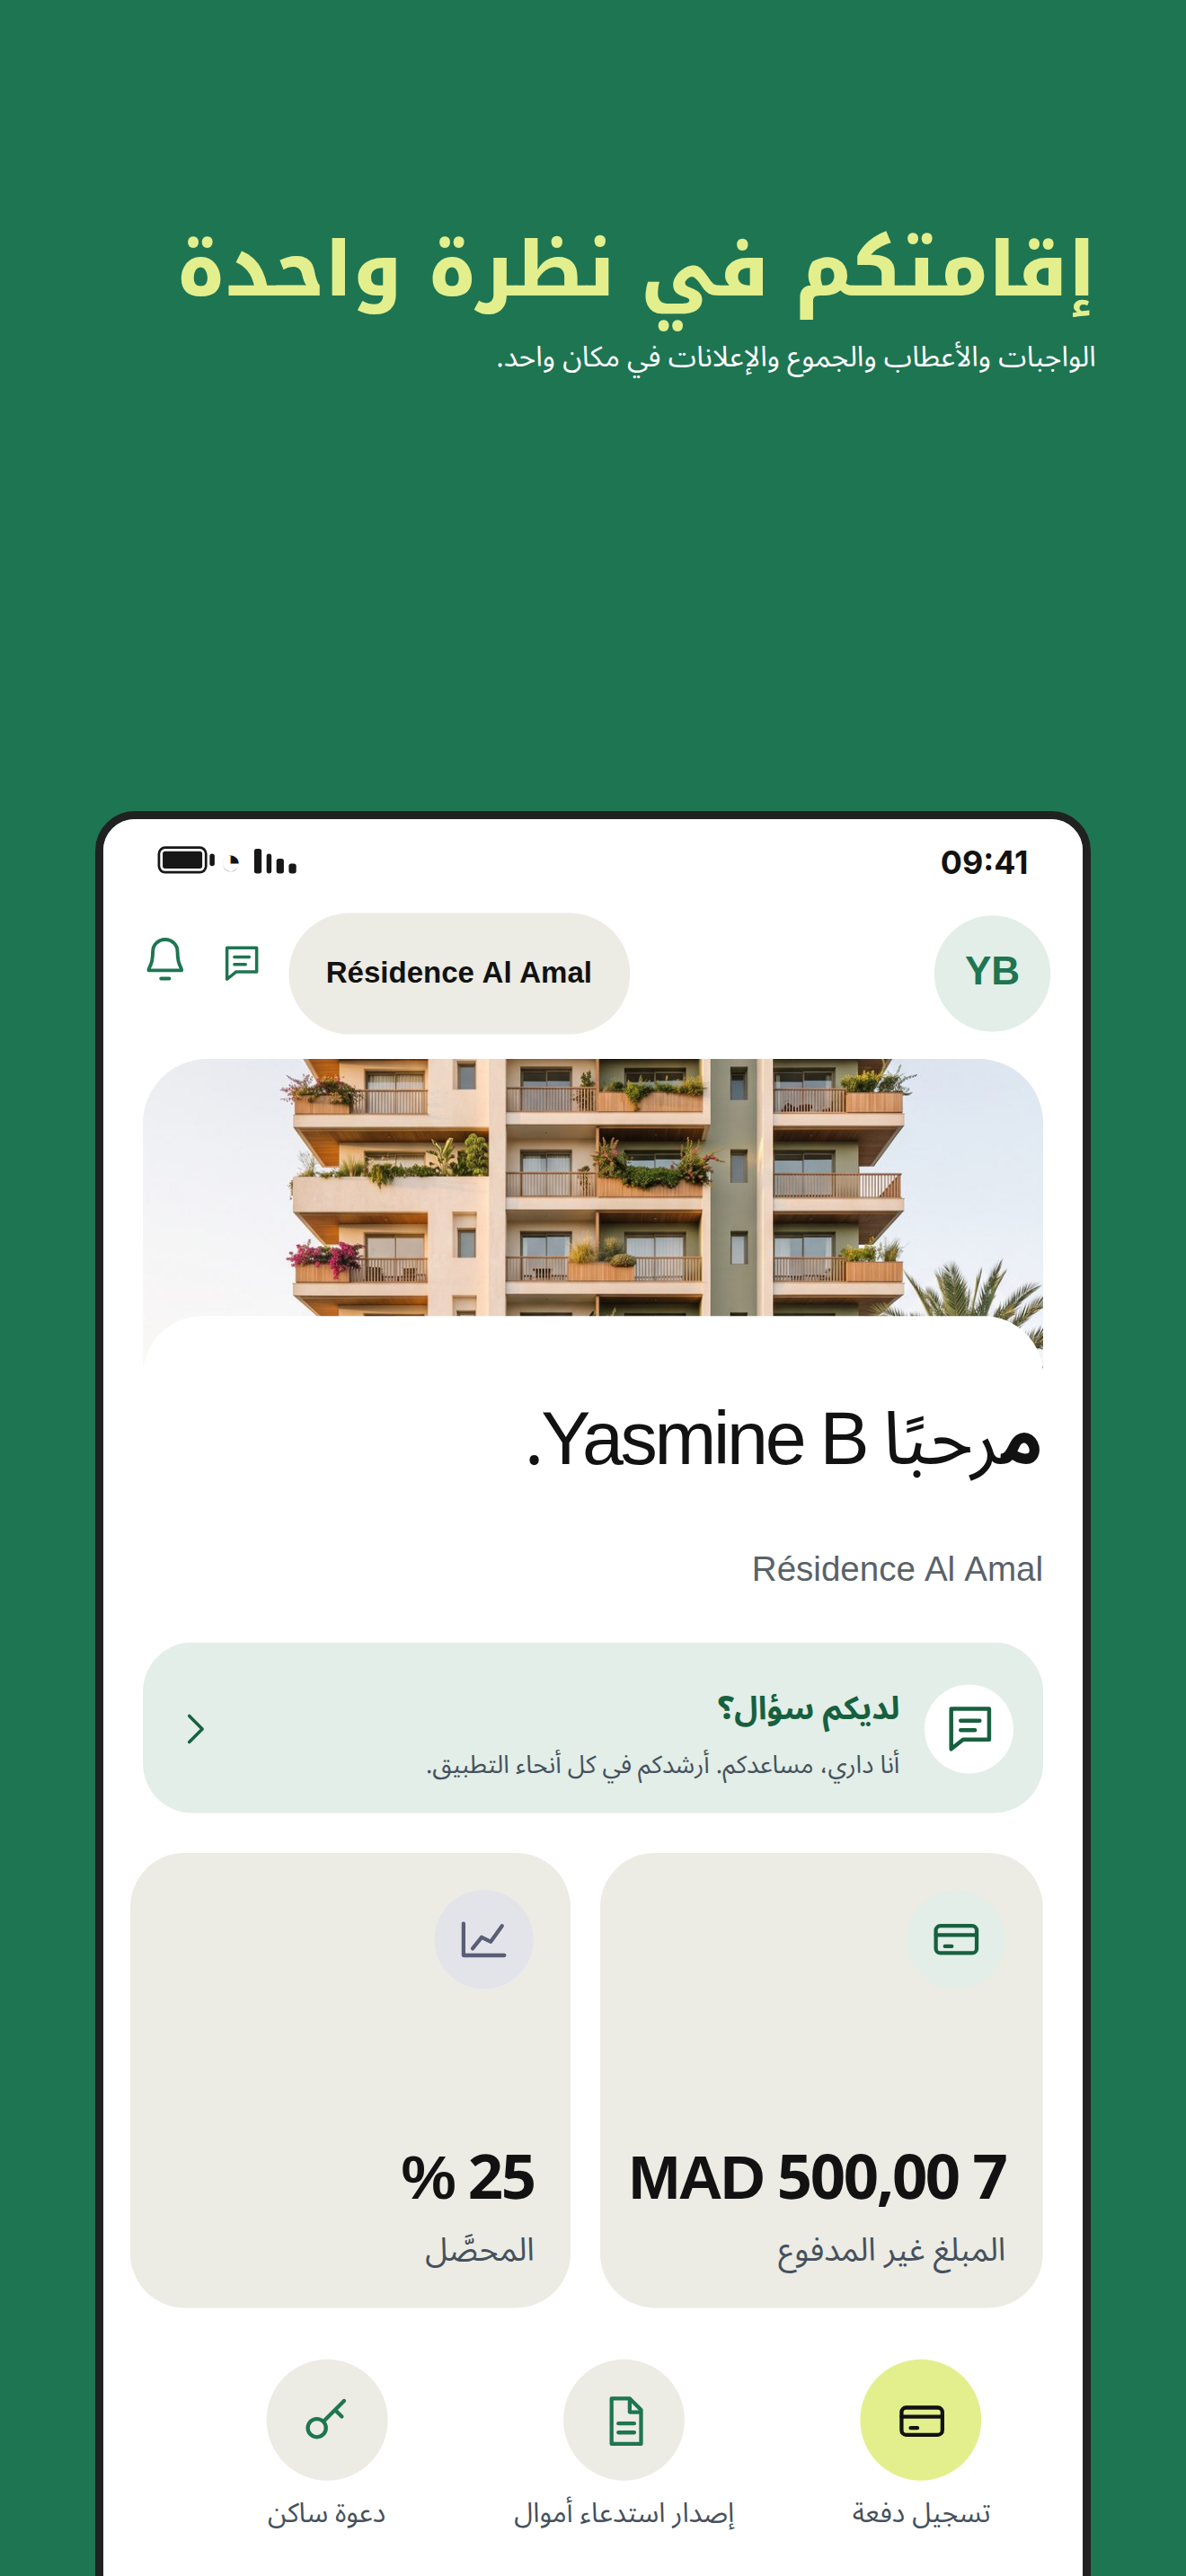 إقامتكم في نظرة واحدة
الواجبات والأعطاب والجموع والإعلانات في مكان واحد.
09:41
YB
Résidence Al Amal
مرحبًا Yasmine B.
Résidence Al Amal
لديكم سؤال؟
أنا داري، مساعدكم. أرشدكم في كل أنحاء التطبيق.
7 500,00 MAD
المبلغ غير المدفوع
25 %
المحصَّل
تسجيل دفعة
إصدار استدعاء أموال
دعوة ساكن